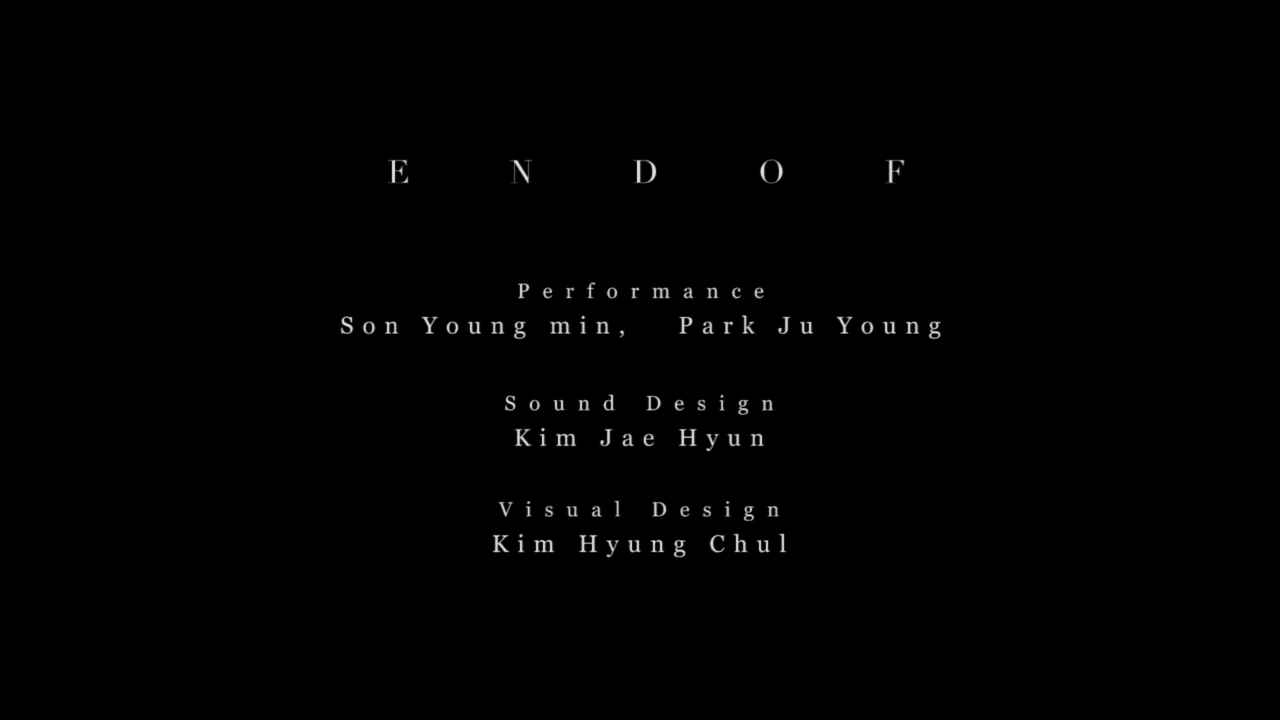 E N D O F
Performance
Son Young min, Park Ju Young
Sound Design
Kim Jae Hyun
Visual Design
Kim Hyung Chul